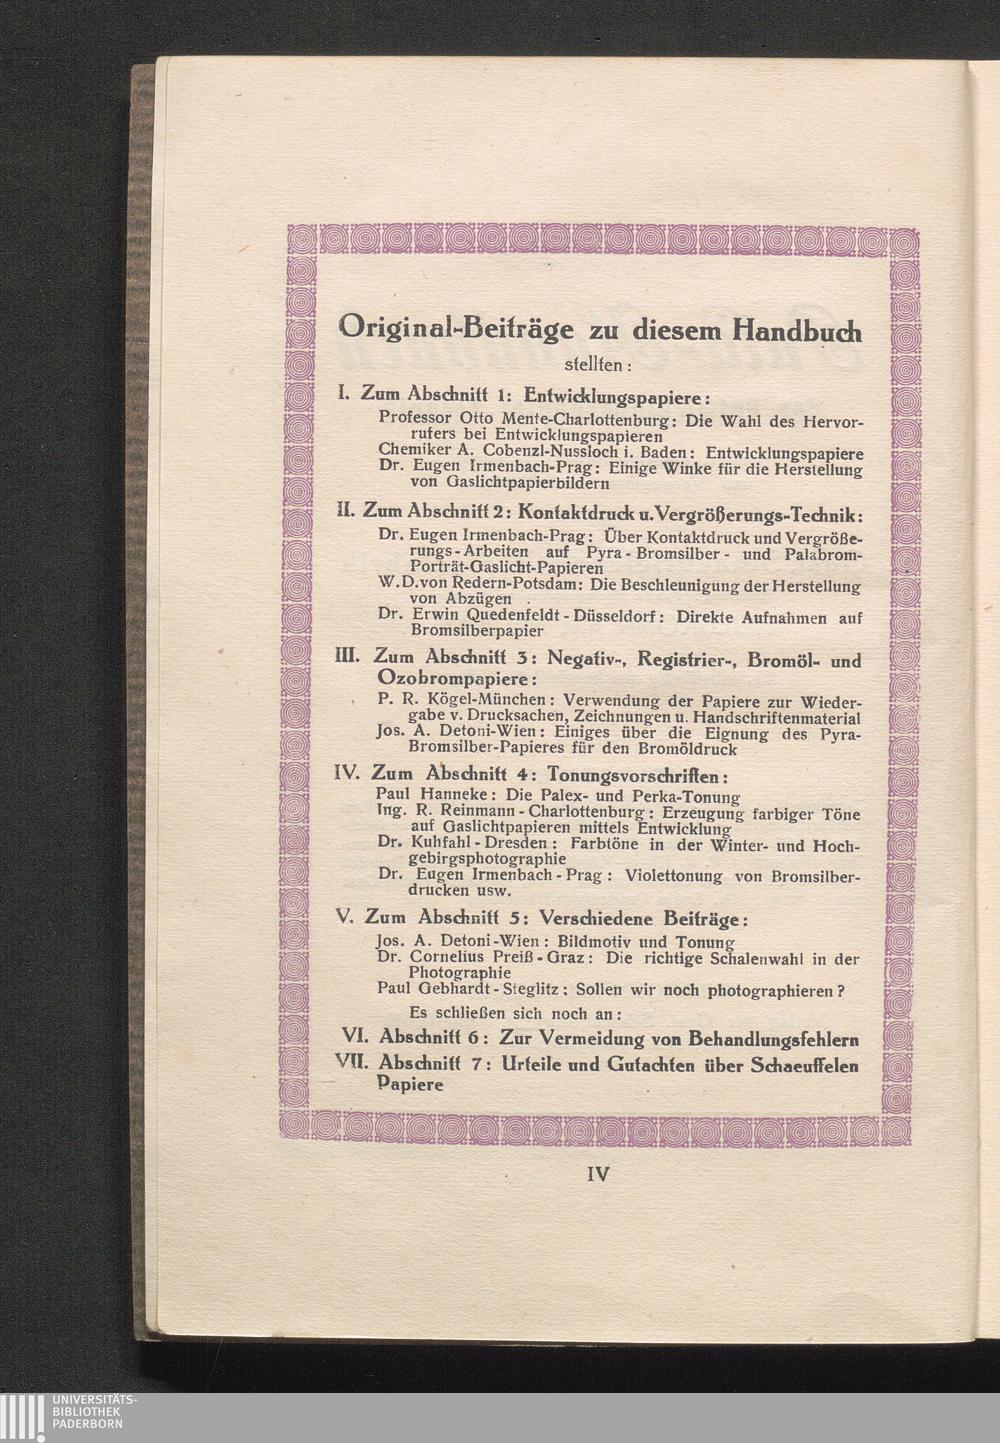 Original-Beiträge zu diesem Handbuch
stellten:
I. Zum Abschnitt 1: Entwicklungspapiere:
Professor Otto Mente-Charlottenburg: Die Wahl des Hervor-
rufers bei Entwicklungspapieren
Chemiker A. Cobenzl-Nussloch i. Baden: Entwicklungspapiere
Dr. Eugen Irmenbach-Prag: Einige Winke für die Herstellung
von Gaslichtpapierbildern
II. Zum Abschnitt 2: Kontaktdruck u. Vergrößerungs-Technik:
Dr. Eugen Irmenbach-Prag: Über Kontaktdruck und Vergröße-
rungs-Arbeiten auf Pyra-Bromsilber- und Palabrom-
Porträt-Gaslicht-Papieren
W. D. von Redern-Potsdam: Die Beschleunigung der Herstellung
von Abzügen
Dr. Erwin Quedenfeldt-Düsseldorf: Direkte Aufnahmen auf
Bromsilberpapier
III. Zum Abschnitt 3: Negativ-, Registrier-, Bromöl- und
Ozobrompapiere:
P. R. Kögel-München: Verwendung der Papiere zur Wieder-
gabe v. Drucksachen, Zeichnungen u. Handschriftenmaterial
Jos. A. Detoni-Wien: Einiges über die Eignung des Pyra-
Bromsilber-Papieres für den Bromöldruck
IV. Zum Abschnitt 4: Tonungsvorschriften:
Paul Hanneke: Die Palex- und Perka-Tonung
Ing. R. Reinmann-Charlottenburg: Erzeugung farbiger Töne
auf Gaslichtpapieren mittels Entwicklung
Dr. Kuhfahl-Dresden: Farbtöne in der Winter- und Hoch-
gebirgsphotographie
Dr. Eugen Irmenbach-Prag: Violettonung von Bromsilber-
drucken usw.
V. Zum Abschnitt 5: Verschiedene Beiträge:
Jos. A. Detoni-Wien: Bildmotiv und Tonung
Dr. Cornelius Preiß-Graz: Die richtige Schalenwahl in der
Photographie
Paul Gebhardt-Steglitz: Sollen wir noch photographieren?
Es schließen sich noch an:
VI. Abschnitt 6: Zur Vermeidung von Behandlungsfehlern
VII. Abschnitt 7: Urteile und Gutachten über Schaeuffelen
Papiere
IV
UNIVERSITÄTS-
BIBLIOTHEK
PADERBORN